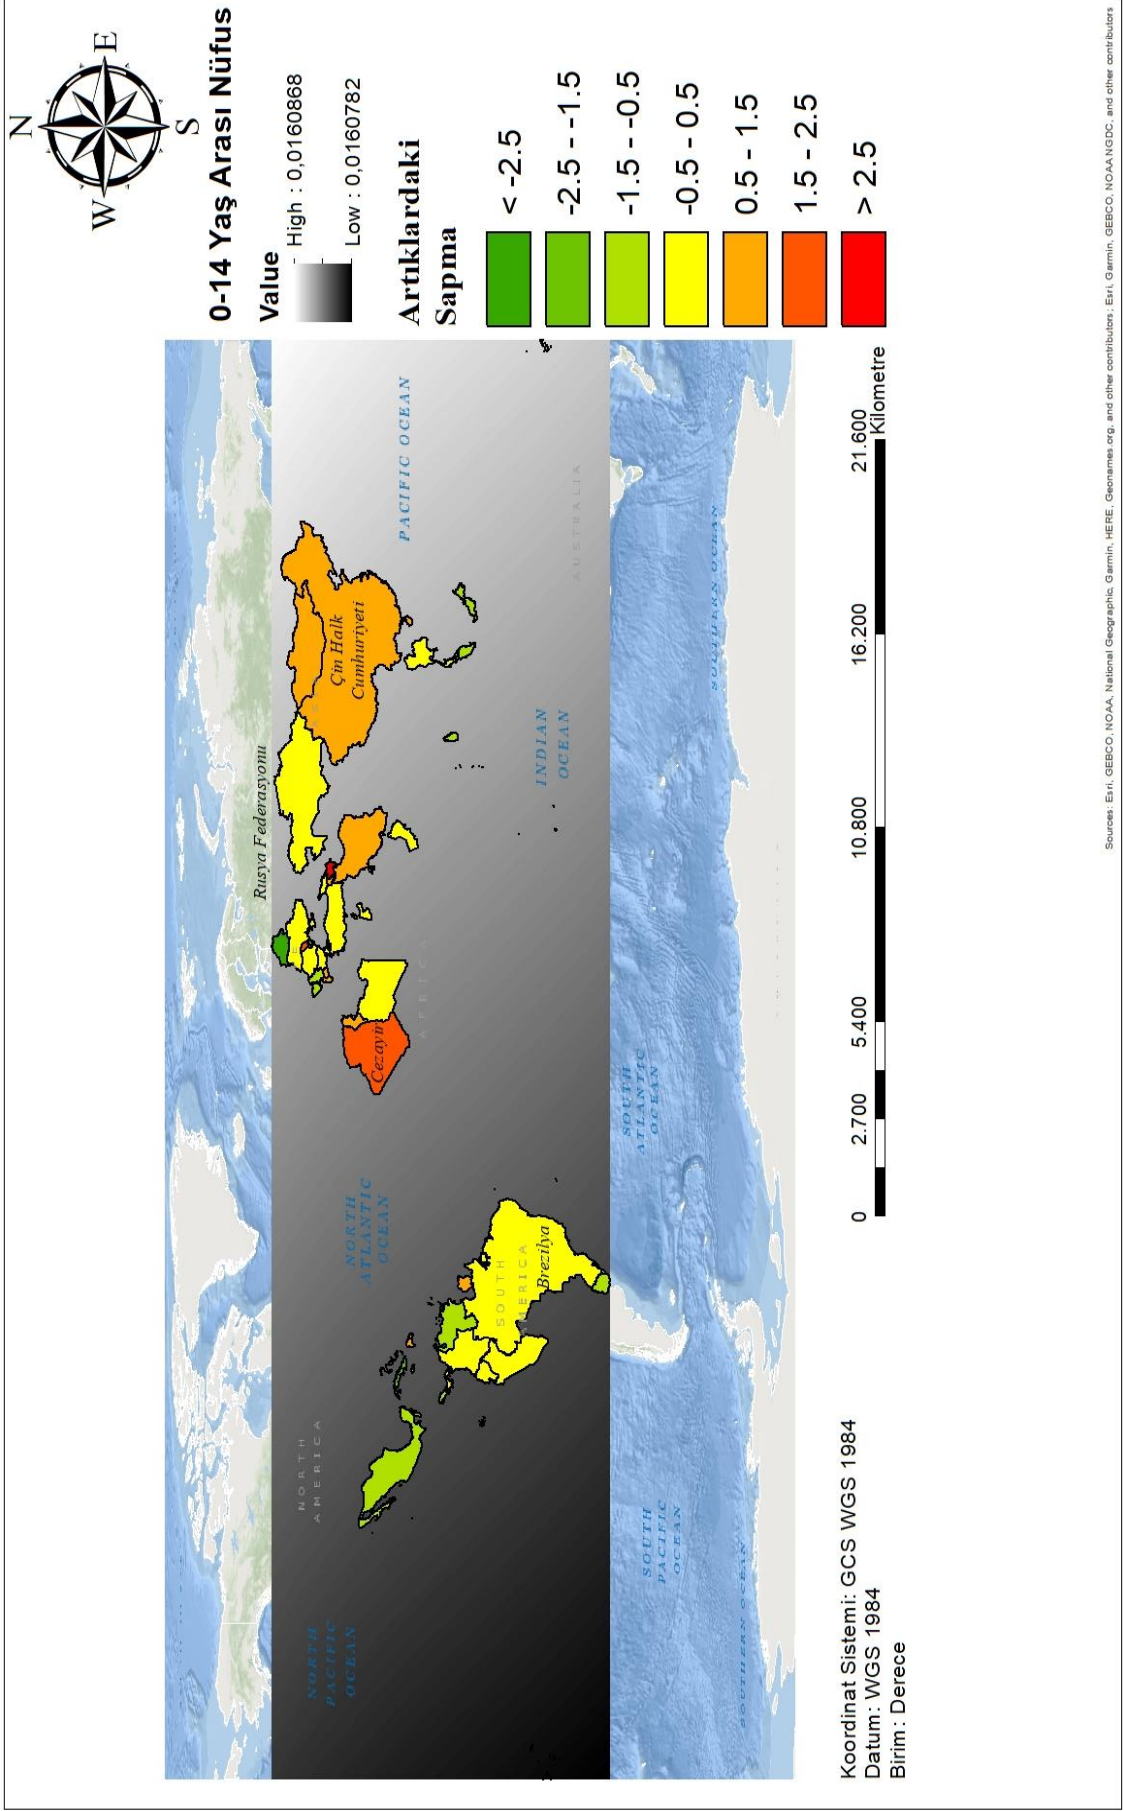 N
W
E
S
0-14 Yaş Arası Nüfus
Value
High : 0,0160868
Low : 0,0160782
Artıklardaki
Sapma
< -2.5
-2.5 - -1.5
-1.5 - -0.5
-0.5 - 0.5
0.5 - 1.5
1.5 - 2.5
> 2.5
Rusya Federasyonu
Çin Halk
Cumhuriyeti
Cezayir
Brezilya
NORTH
PACIFIC
OCEAN
NORTH
AMERICA
NORTH
ATLANTIC
OCEAN
PACIFIC OCEAN
AFRICA
SOUTH
AMERICA
INDIAN
OCEAN
AUSTRALIA
SOUTH
PACIFIC
OCEAN
SOUTH
ATLANTIC
OCEAN
SOUTHERN OCEAN
SOUTHERN OCEAN
Koordinat Sistemi: GCS WGS 1984
Datum: WGS 1984
Birim: Derece
0 2.700 5.400 10.800 16.200 21.600
Kilometre
Sources: Esri, GEBCO, NOAA, National Geographic, Garmin, HERE, Geonames.org, and other contributors; Esri, Garmin, GEBCO, NOAA NGDC, and other contributors